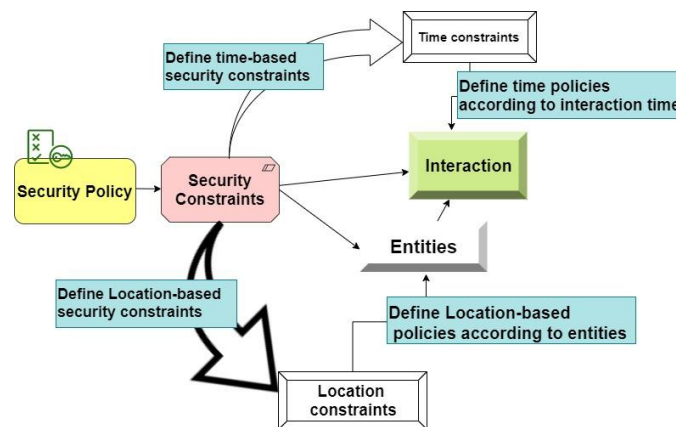 Time constraints
Define time-based
security constraints
Define time policies
according to interaction time
Interaction
Security Policy
Security
Constraints
Entities
Define Location-based
security constraints
Define Location-based
policies according to entities
Location
constraints